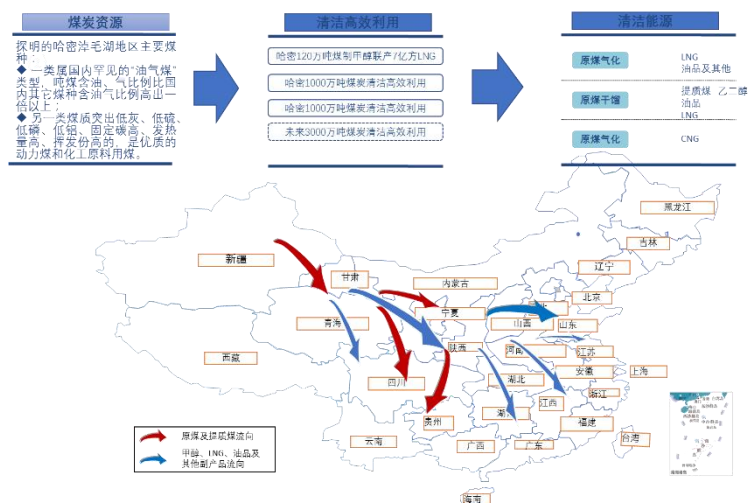 煤炭资源
清洁高效利用
清洁能源
探明的哈密淖毛湖地区主要煤
种：
◆ 一类属国内罕见的“油气煤”
类型，吨煤含油、气比例比国
内其它煤种含油气比例高出一
倍以上；
◆ 另一类煤质突出低灰、低硫、
低磷、低铝、固定碳高、发热
量高、挥发份高的，是优质的
动力煤和化工原料用煤。
哈密120万吨煤制甲醇联产7亿方LNG
哈密1000万吨煤炭清洁高效利用
哈密1000万吨煤炭清洁高效利用
未来3000万吨煤炭清洁高效利用
原煤气化
LNG
油品及其他
原煤干馏
提质煤 乙二醇
油品
LNG
原煤气化
CNG
黑龙江
吉林
新疆
辽宁
甘肃
内蒙古
北京
宁夏
青海
山西
山东
陕西
河南
江苏
西藏
安徽
上海
四川
湖北
浙江
江西
湖
贵州
福建
云南
广西
广东
台湾
海南
原煤及提质煤流向
甲醇、LNG、油品及
其他副产品流向